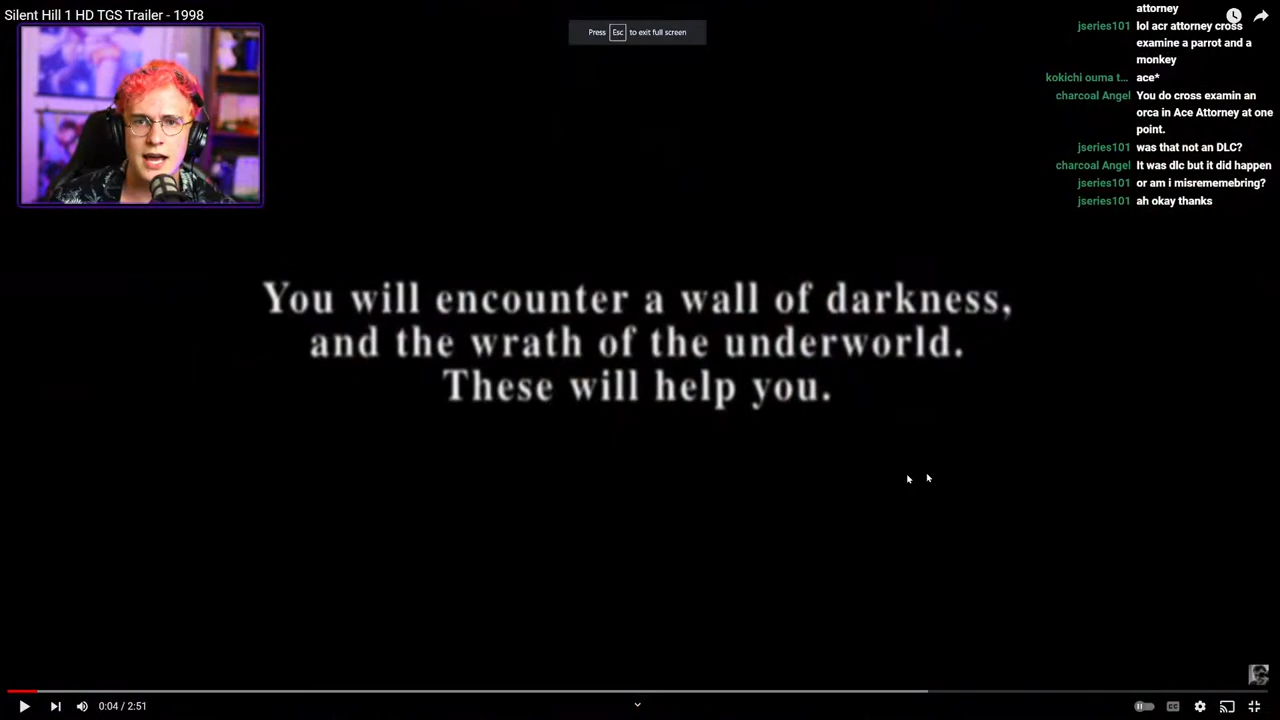 Silent Hill 1 HD TGS Trailer - 1998
Press Esc to exit full screen
attorney
jseries101 lol acr attorney cross
examine a parrot and a
monkey
kokichi ouma t... ace*
charcoal Angel You do cross examin an
orca in Ace Attorney at one
point.
jseries101 was that not an DLC?
charcoal Angel It was dlc but it did happen
jseries101 or am i misrememebring?
jseries101 ah okay thanks
You will encounter a wall of darkness,
and the wrath of the underworld.
These will help you.
0:04 / 2:51